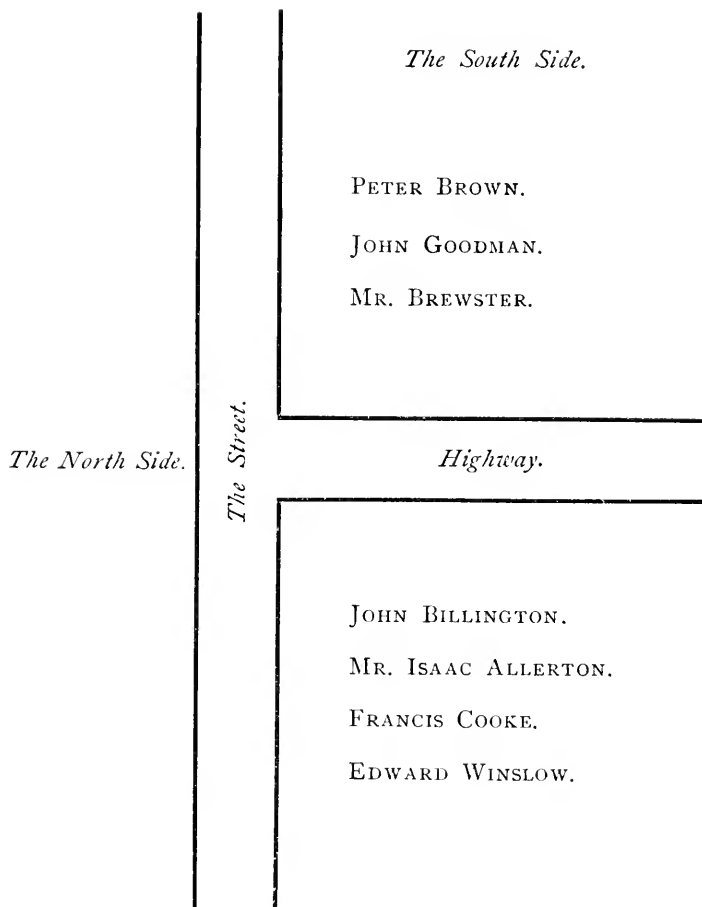 The South Side.
PETER BROWN.
JOHN GOODMAN.
MR. BREWSTER.
The North Side.
The Street.
Highway.
JOHN BILLINGTON.
MR. ISAAC ALLERTON.
FRANCIS COOKE.
EDWARD WINSLOW.